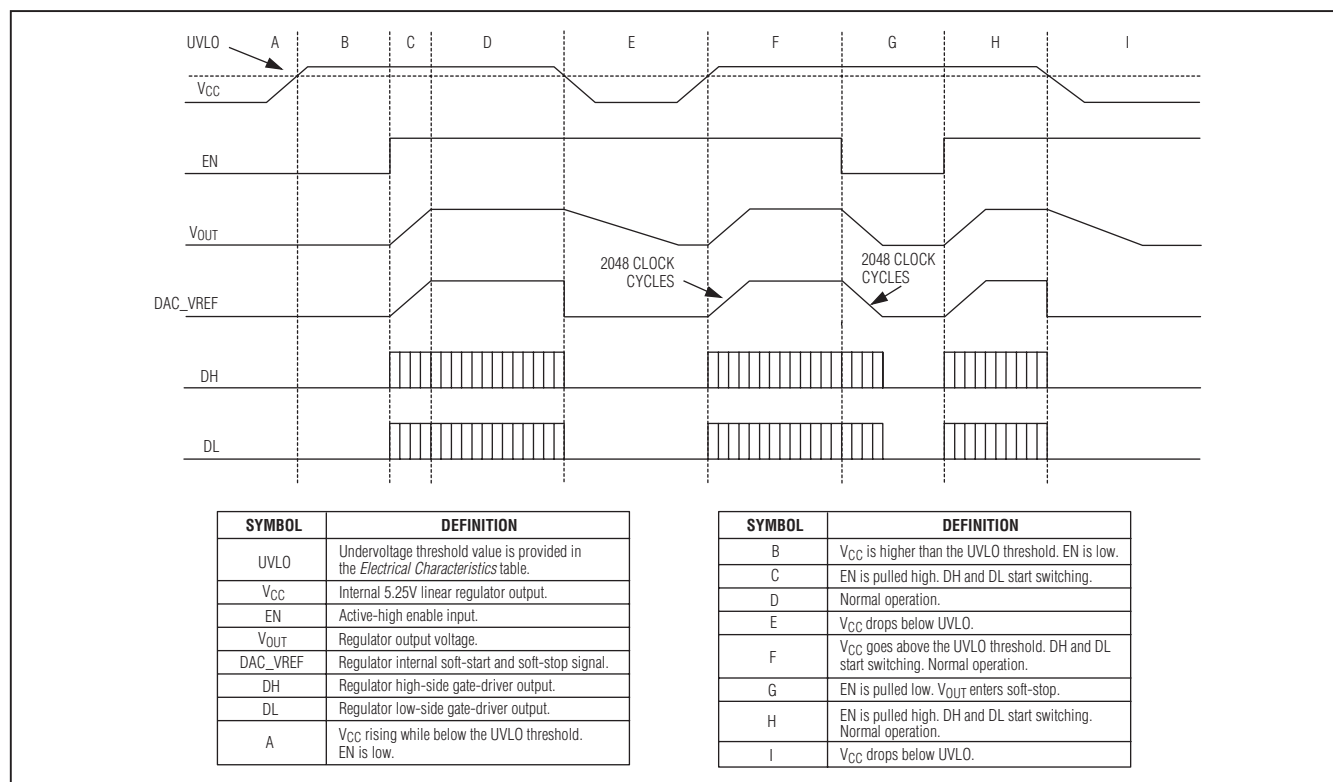 UVLO A B C D E F G H I
VCC
EN
VOUT
2048 CLOCK
CYCLES
2048 CLOCK
CYCLES
DAC_VREF
DH
DL
SYMBOL DEFINITION
UVLO Undervoltage threshold value is provided in
the Electrical Characteristics table.
VCC Internal 5.25V linear regulator output.
EN Active-high enable input.
VOUT Regulator output voltage.
DAC_VREF Regulator internal soft-start and soft-stop signal.
DH Regulator high-side gate-driver output.
DL Regulator low-side gate-driver output.
A VCC rising while below the UVLO threshold.
EN is low.
SYMBOL DEFINITION
B VCC is higher than the UVLO threshold. EN is low.
C EN is pulled high. DH and DL start switching.
D Normal operation.
E VCC drops below UVLO.
F VCC goes above the UVLO threshold. DH and DL
start switching. Normal operation.
G EN is pulled low. VOUT enters soft-stop.
H EN is pulled high. DH and DL start switching.
Normal operation.
I VCC drops below UVLO.